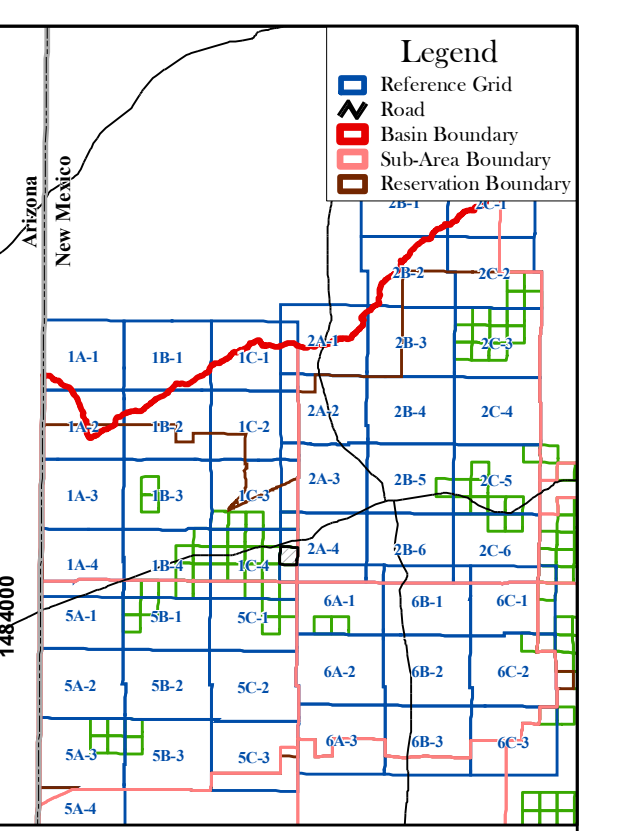 Legend
Reference Grid
Road
Basin Boundary
Sub-Area Boundary
Reservation Boundary
Arizona
New Mexico
2B-1 2C-1
2B-2 2C-2
2A-1 2B-3 2C-3
1A-1 1B-1 1C-1
2A-2 2B-4 2C-4
1A-2 1B-2 1C-2
2A-3 2B-5 2C-5
1A-3 1B-3 1C-3
2A-4 2B-6 2C-6
1A-4 1B-4 1C-4
6A-1 6B-1 6C-1
5A-1 5B-1 5C-1
6A-2 6B-2 6C-2
5A-2 5B-2 5C-2
6A-3 6B-3 6C-3
5A-3 5B-3 5C-3
5A-4
1484000